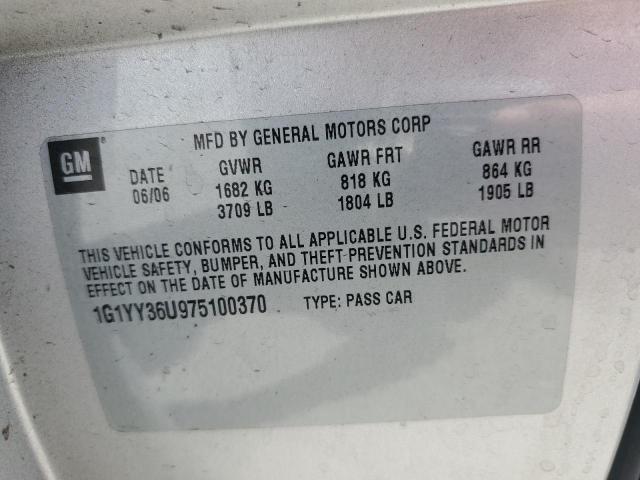 MFD BY GENERAL MOTORS CORP
GM
DATE GVWR GAWR FRT GAWR RR
06/06 1682 KG 818 KG 864 KG
3709 LB 1804 LB 1905 LB
THIS VEHICLE CONFORMS TO ALL APPLICABLE U.S. FEDERAL MOTOR
VEHICLE SAFETY, BUMPER, AND THEFT PREVENTION STANDARDS IN
EFFECT ON THE DATE OF MANUFACTURE SHOWN ABOVE.
1G1YY36U975100370 TYPE: PASS CAR